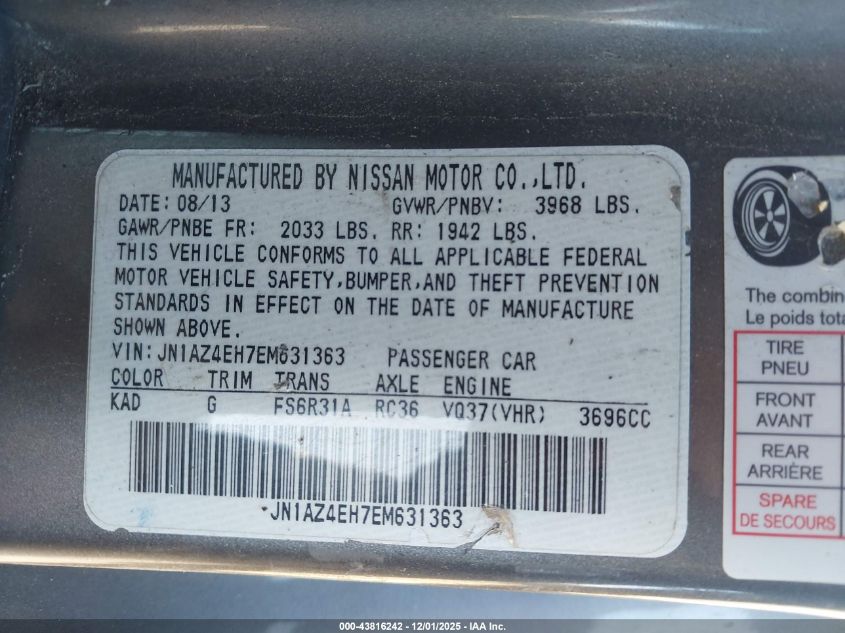 MANUFACTURED BY NISSAN MOTOR CO.,LTD.
DATE: 08/13 GVWR/PNBV: 3968 LBS.
GAWR/PNBE FR: 2033 LBS. RR: 1942 LBS.
THIS VEHICLE CONFORMS TO ALL APPLICABLE FEDERAL
MOTOR VEHICLE SAFETY,BUMPER,AND THEFT PREVENTION
STANDARDS IN EFFECT ON THE DATE OF MANUFACTURE
SHOWN ABOVE.
VIN: JN1AZ4EH7EM631363 PASSENGER CAR
COLOR TRIM TRANS AXLE ENGINE
KAD G FS6R31A RC36 VQ37(VHR) 3696CC
*JN1AZ4EH7EM631363
The combin
Le poids tota
TIRE
PNEU
FRONT
AVANT
REAR
ARRIÈRE
SPARE
DE SECOURS
000-43816242 - 12/01/2025 - IAA Inc.